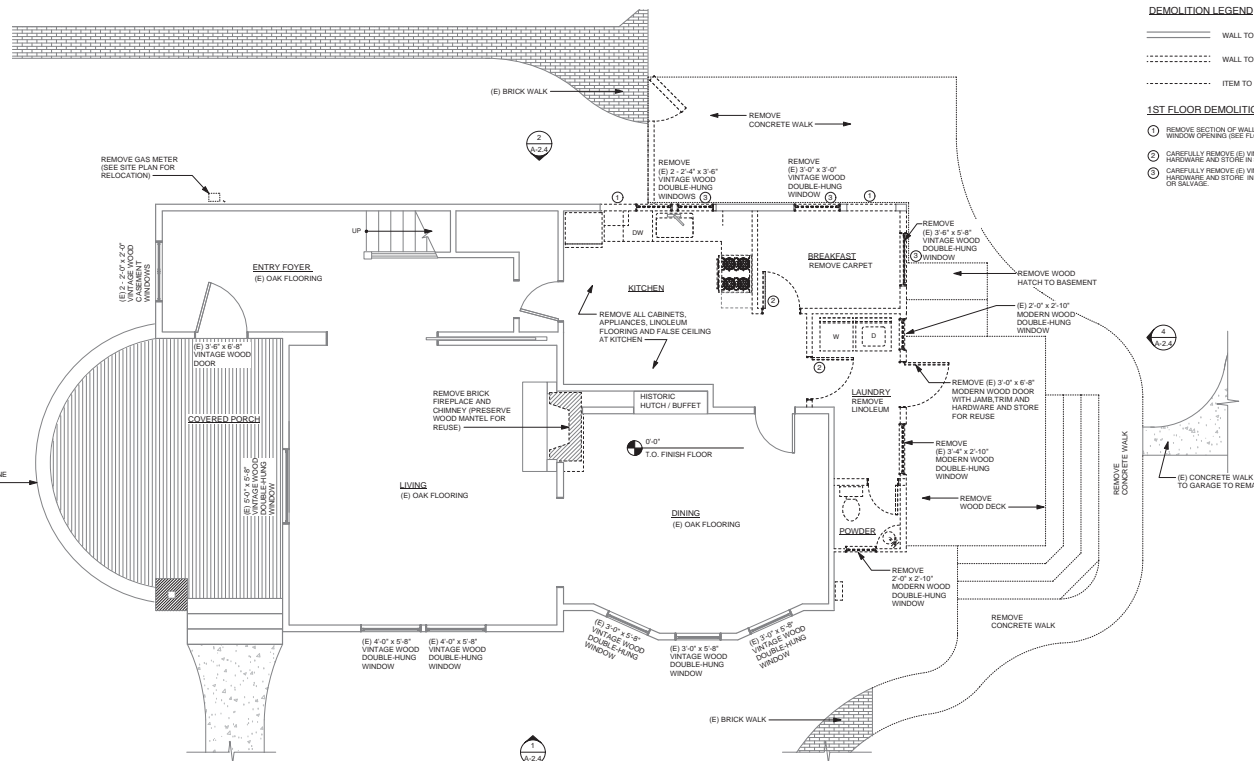 DEMOLITION LEGEND
WALL TO
WALL TO
ITEM TO
1ST FLOOR DEMOLITIO
1 REMOVE SECTION OF WALL
WINDOW OPENING (SEE FL
2 CAREFULLY REMOVE (E) VI
HARDWARE AND STORE IN
3 CAREFULLY REMOVE (E) VI
HARDWARE AND STORE IN
OR SALVAGE.
(E) BRICK WALK
REMOVE
CONCRETE WALK
2
A-2.4
REMOVE GAS METER
(SEE SITE PLAN FOR
RELOCATION)
REMOVE
(E) 2 - 2'-4" x 3'-6"
VINTAGE WOOD
DOUBLE-HUNG
WINDOWS
REMOVE
(E) 3'-0" x 3'-0"
VINTAGE WOOD
DOUBLE-HUNG
WINDOW
1
3
3
1
UP
DW
REMOVE
(E) 3'-6" x 5'-8"
VINTAGE WOOD
DOUBLE-HUNG
WINDOW
3
(E) 2 - 2'-0" x 2'-0"
VINTAGE WOOD
CASEMENT
WINDOWS
ENTRY FOYER
(E) OAK FLOORING
BREAKFAST
REMOVE CARPET
KITCHEN
REMOVE WOOD
HATCH TO BASEMENT
2
REMOVE ALL CABINETS,
APPLIANCES, LINOLEUM
FLOORING AND FALSE CEILING
AT KITCHEN
(E) 2'-0" x 2'-10"
MODERN WOOD
DOUBLE-HUNG
WINDOW
4
A-2.4
W
D
(E) 3'-6" x 6'-8"
VINTAGE WOOD
DOOR
2
REMOVE (E) 3'-0" x 6'-8"
MODERN WOOD DOOR
WITH JAMB,TRIM AND
HARDWARE AND STORE
FOR REUSE
REMOVE BRICK
FIREPLACE AND
CHIMNEY (PRESERVE
WOOD MANTEL FOR
REUSE)
HISTORIC
HUTCH / BUFFET
LAUNDRY
REMOVE
LINOLEUM
COVERED PORCH
0'-0"
T.O. FINISH FLOOR
REMOVE
(E) 3'-4" x 2'-10"
MODERN WOOD
DOUBLE-HUNG
WINDOW
REMOVE
CONCRETE WALK
NE
(E) CONCRETE WALK
TO GARAGE TO REMA
(E) 5'-0" x 5'-8"
VINTAGE WOOD
DOUBLE-HUNG
WINDOW
LIVING
(E) OAK FLOORING
REMOVE
WOOD DECK
DINING
(E) OAK FLOORING
POWDER
REMOVE
2'-0" x 2'-10"
MODERN WOOD
DOUBLE-HUNG
WINDOW
REMOVE
CONCRETE WALK
(E) 4'-0" x 5'-8"
VINTAGE WOOD
DOUBLE-HUNG
WINDOW
(E) 4'-0" x 5'-8"
VINTAGE WOOD
DOUBLE-HUNG
WINDOW
(E) 3'-0" x 5'-8"
VINTAGE WOOD
DOUBLE-HUNG
WINDOW
(E) 3'-0" x 5'-8"
VINTAGE WOOD
DOUBLE-HUNG
WINDOW
(E) 3'-0" x 5'-8"
VINTAGE WOOD
DOUBLE-HUNG
WINDOW
(E) BRICK WALK
1
A-2.4